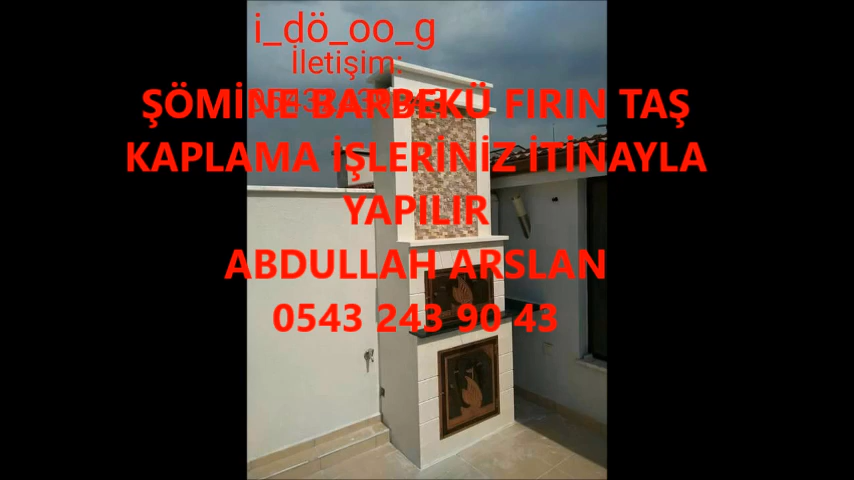 i_dö_oo_g
İletişim:
ŞÖMİNE BARBEKÜ FIRIN TAŞ
KAPLAMA İŞLERİNİZ İTİNAYLA
YAPILIR
ABDULLAH ARSLAN
0543 243 90 43